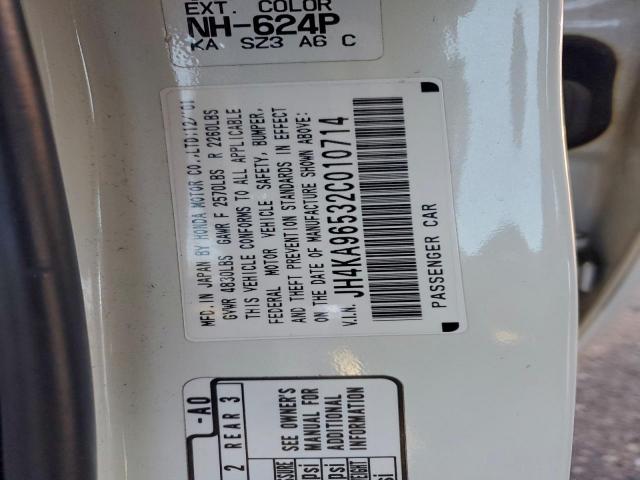 EXT. COLOR
NH-624P
KA SZ3 A6 C
MFD. IN JAPAN BY HONDA MOTOR CO.,LTD.12/01
GVWR 4830LBS GAWR F 2570LBS R 2260LBS
THIS VEHICLE CONFORMS TO ALL APPLICABLE
FEDERAL MOTOR VEHICLE SAFETY, BUMPER,
AND THEFT PREVENTION STANDARDS IN EFFECT
ON THE DATE OF MANUFACTURE SHOWN ABOVE.
V.I.N. JH4KA96532C010714
PASSENGER CAR
-A0
2 REAR 3
SEE OWNER'S
MANUAL FOR
ADDITIONAL
INFORMATION